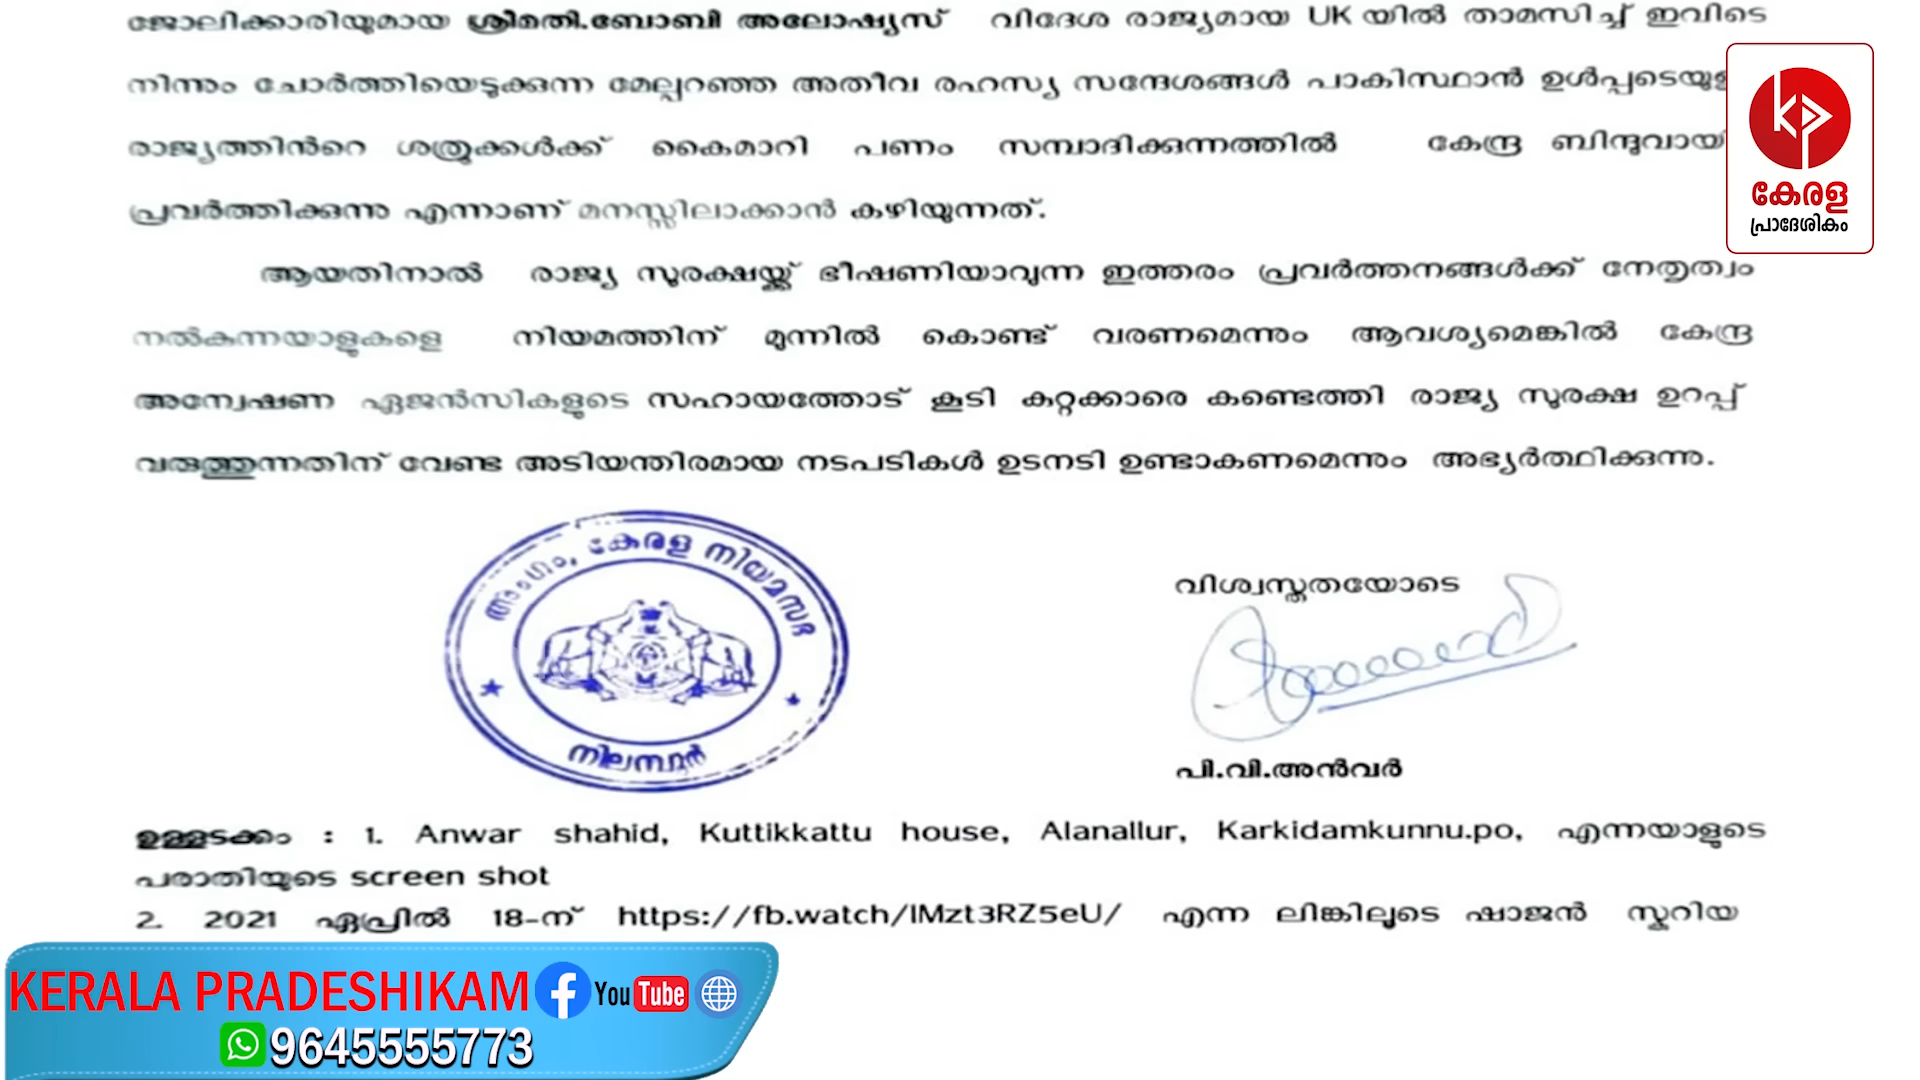 ജോലിക്കാരിയുമായ ശ്രീമതി.ബോബി അലോഷ്യസ് വിദേശ രാജ്യമായ UK യിൽ താമസിച്ച് ഇവിടെ
നിന്നും ചോർത്തിയെടുക്കുന്ന മേല്പറഞ്ഞ അതീവ രഹസ്യ സന്ദേശങ്ങൾ പാകിസ്ഥാൻ ഉൾപ്പടെയുള
രാജ്യത്തിൻറെ ശത്രുക്കൾക്ക് കൈമാറി പണം സമ്പാദിക്കുന്നത്തിൽ കേന്ദ്ര ബിന്ദുവായി
പ്രവർത്തിക്കുന്നു എന്നാണ് മനസ്സിലാക്കാൻ കഴിയുന്നത്.
ആയതിനാൽ രാജ്യ സുരക്ഷയ്ക്ക് ഭീഷണിയാവുന്ന ഇത്തരം പ്രവർത്തനങ്ങൾക്ക് നേതൃത്വം
നൽകുന്നയാളുകളെ നിയമത്തിന് മുന്നിൽ കൊണ്ട് വരണമെന്നും ആവശ്യമെങ്കിൽ കേന്ദ്ര
അന്വേഷണ ഏജൻസികളുടെ സഹായത്തോട് കൂടി കുറ്റക്കാരെ കണ്ടെത്തി രാജ്യ സുരക്ഷ ഉറപ്പ്
വരുത്തുന്നതിന് വേണ്ട അടിയന്തിരമായ നടപടികൾ ഉടനടി ഉണ്ടാകണമെന്നും അഭ്യർത്ഥിക്കുന്നു.
അംഗം, കേരള നിയമസഭ
നിലമ്പൂർ
വിശ്വസ്തതയോടെ
പി.വി.അൻവർ
ഉള്ളടക്കം : 1. Anwar shahid, Kuttikkattu house, Alanallur, Karkidamkunnu.po, എന്നയാളുടെ
പരാതിയുടെ screen shot
2. 2021 ഏപ്രിൽ 18-ന് https://fb.watch/lMzt3RZ5eU/ എന്ന ലിങ്കിലൂടെ ഷാജൻ സ്കറിയ
കേരള
പ്രാദേശികം
KERALA PRADESHIKAM YouTube
9645555773